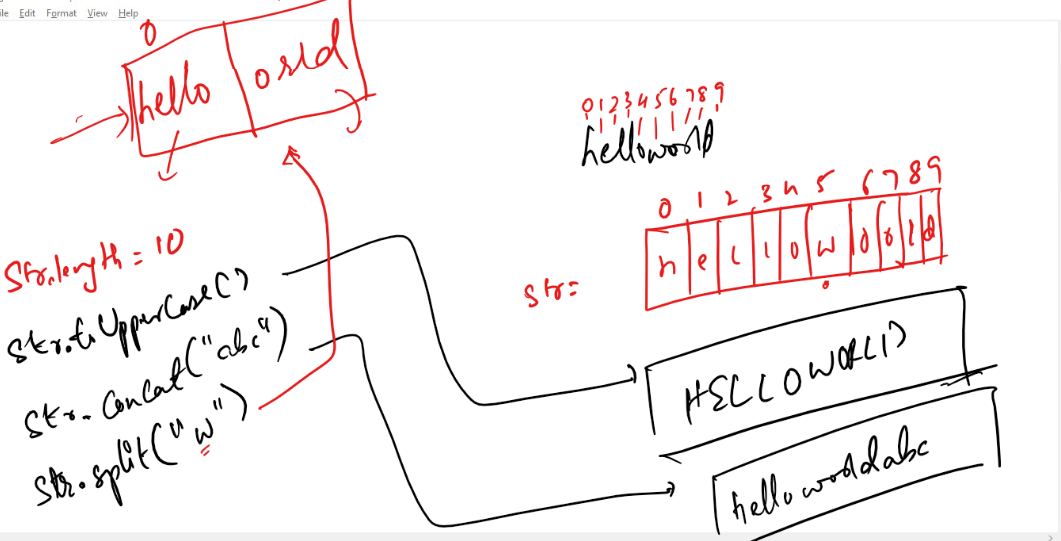 File Edit Format View Help
0
hello orld
0123456789
helloworld
0 1 2 3 4 5 6 7 8 9
str= h e l l o w o r l d
Str.length = 10
str.toUpperCase()
str.concat("abc")
str.split("w")
HELLOWORLD
helloworldabc